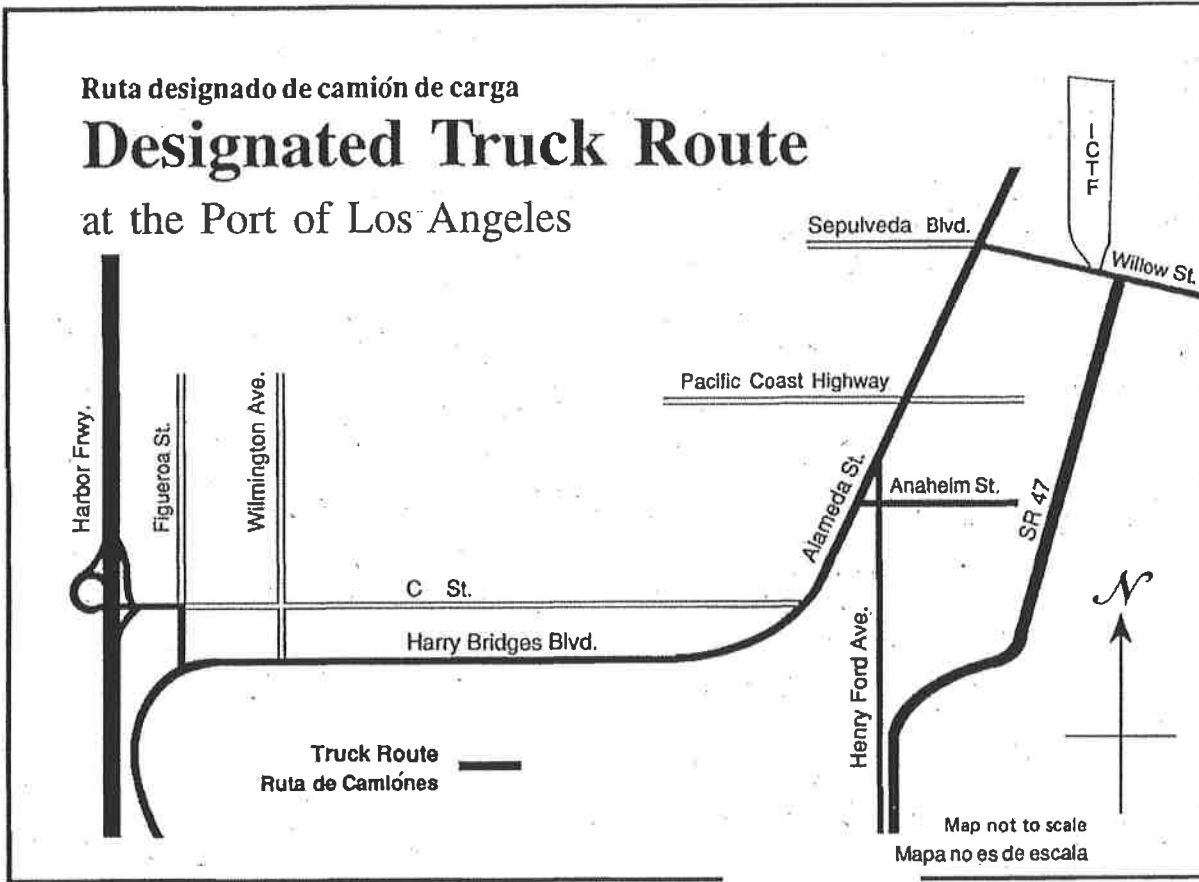 Ruta designado de camión de carga
Designated Truck Route
at the Port of Los Angeles
ICTF
Sepulveda Blvd.
Willow St.
Pacific Coast Highway
Harbor Frwy.
Figueroa St.
Wilmington Ave.
Alameda St.
Anaheim St.
SR 47
C St.
Harry Bridges Blvd.
Henry Ford Ave.
N
Truck Route
Ruta de Camiónes
Map not to scale
Mapa no es de escala